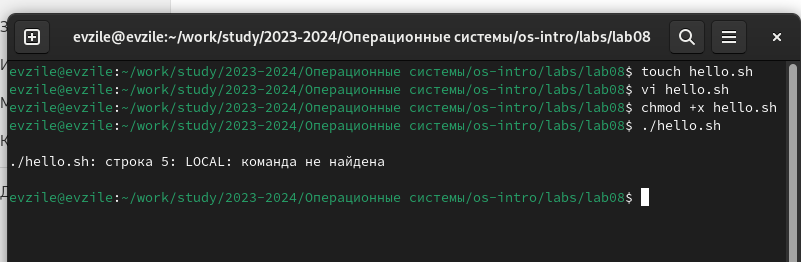 evzile@evzile:~/work/study/2023-2024/Операционные системы/os-intro/labs/lab08
evzile@evzile:~/work/study/2023-2024/Операционные системы/os-intro/labs/lab08$ touch hello.sh
evzile@evzile:~/work/study/2023-2024/Операционные системы/os-intro/labs/lab08$ vi hello.sh
evzile@evzile:~/work/study/2023-2024/Операционные системы/os-intro/labs/lab08$ chmod +x hello.sh
evzile@evzile:~/work/study/2023-2024/Операционные системы/os-intro/labs/lab08$ ./hello.sh
./hello.sh: строка 5: LOCAL: команда не найдена
evzile@evzile:~/work/study/2023-2024/Операционные системы/os-intro/labs/lab08$